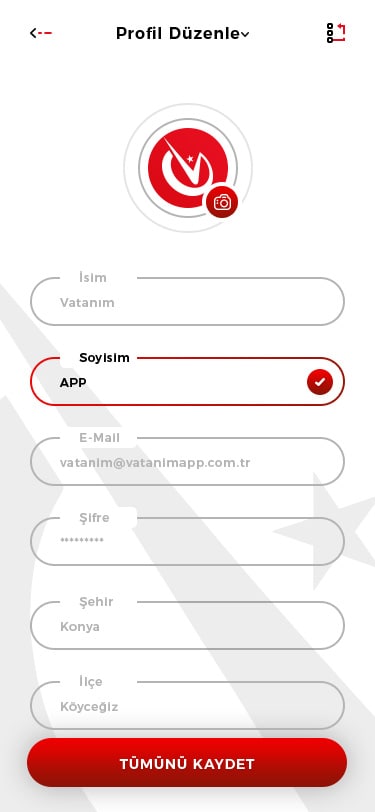 Profil Düzenle
İsim
Vatanım
Soyisim
APP
E-Mail
vatanim@vatanimapp.com.tr
Şifre
*********
Şehir
Konya
İlçe
Köyceğiz
TÜMÜNÜ KAYDET